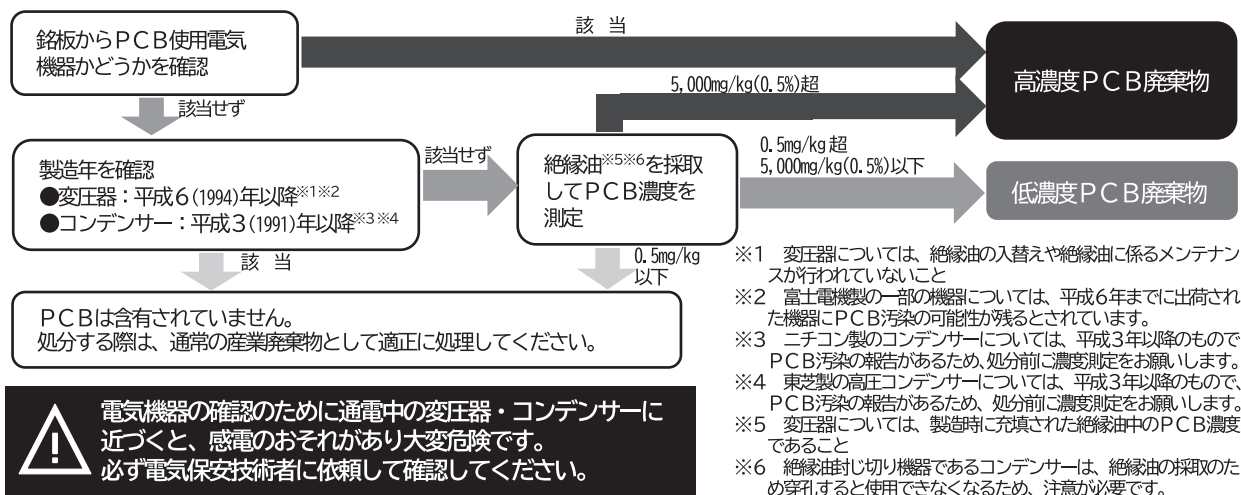 該 当
銘板からPCB使用電気
機器かどうかを確認
高濃度PCB廃棄物
5,000mg/kg(0.5%)超
該当せず
製造年を確認
●変圧器：平成6(1994)年以降※1※2
●コンデンサー：平成3(1991)年以降※3※4
該当せず
絶縁油※5※6を採取
してPCB濃度を
測定
0.5mg/kg超
5,000mg/kg(0.5%)以下
低濃度PCB廃棄物
該 当
0.5mg/kg
以下
PCBは含有されていません。
処分する際は、通常の産業廃棄物として適正に処理してください。
電気機器の確認のために通電中の変圧器・コンデンサーに
近づくと、感電のおそれがあり大変危険です。
必ず電気保安技術者に依頼して確認してください。
※1 変圧器については、絶縁油の入替えや絶縁油に係るメンテナン
スが行われていないこと
※2 富士電機製の一部の機器については、平成6年までに出荷され
た機器にPCB汚染の可能性が残るとされています。
※3 ニチコン製のコンデンサーについては、平成3年以降のもので
PCB汚染の報告があるため、処分前に濃度測定をお願いします。
※4 東芝製の高圧コンデンサーについては、平成3年以降のもので、
PCB汚染の報告があるため、処分前に濃度測定をお願いします。
※5 変圧器については、製造時に充填された絶縁油中のPCB濃度
であること
※6 絶縁油封じ切り機器であるコンデンサーは、絶縁油の採取のた
め穿孔すると使用できなくなるため、注意が必要です。